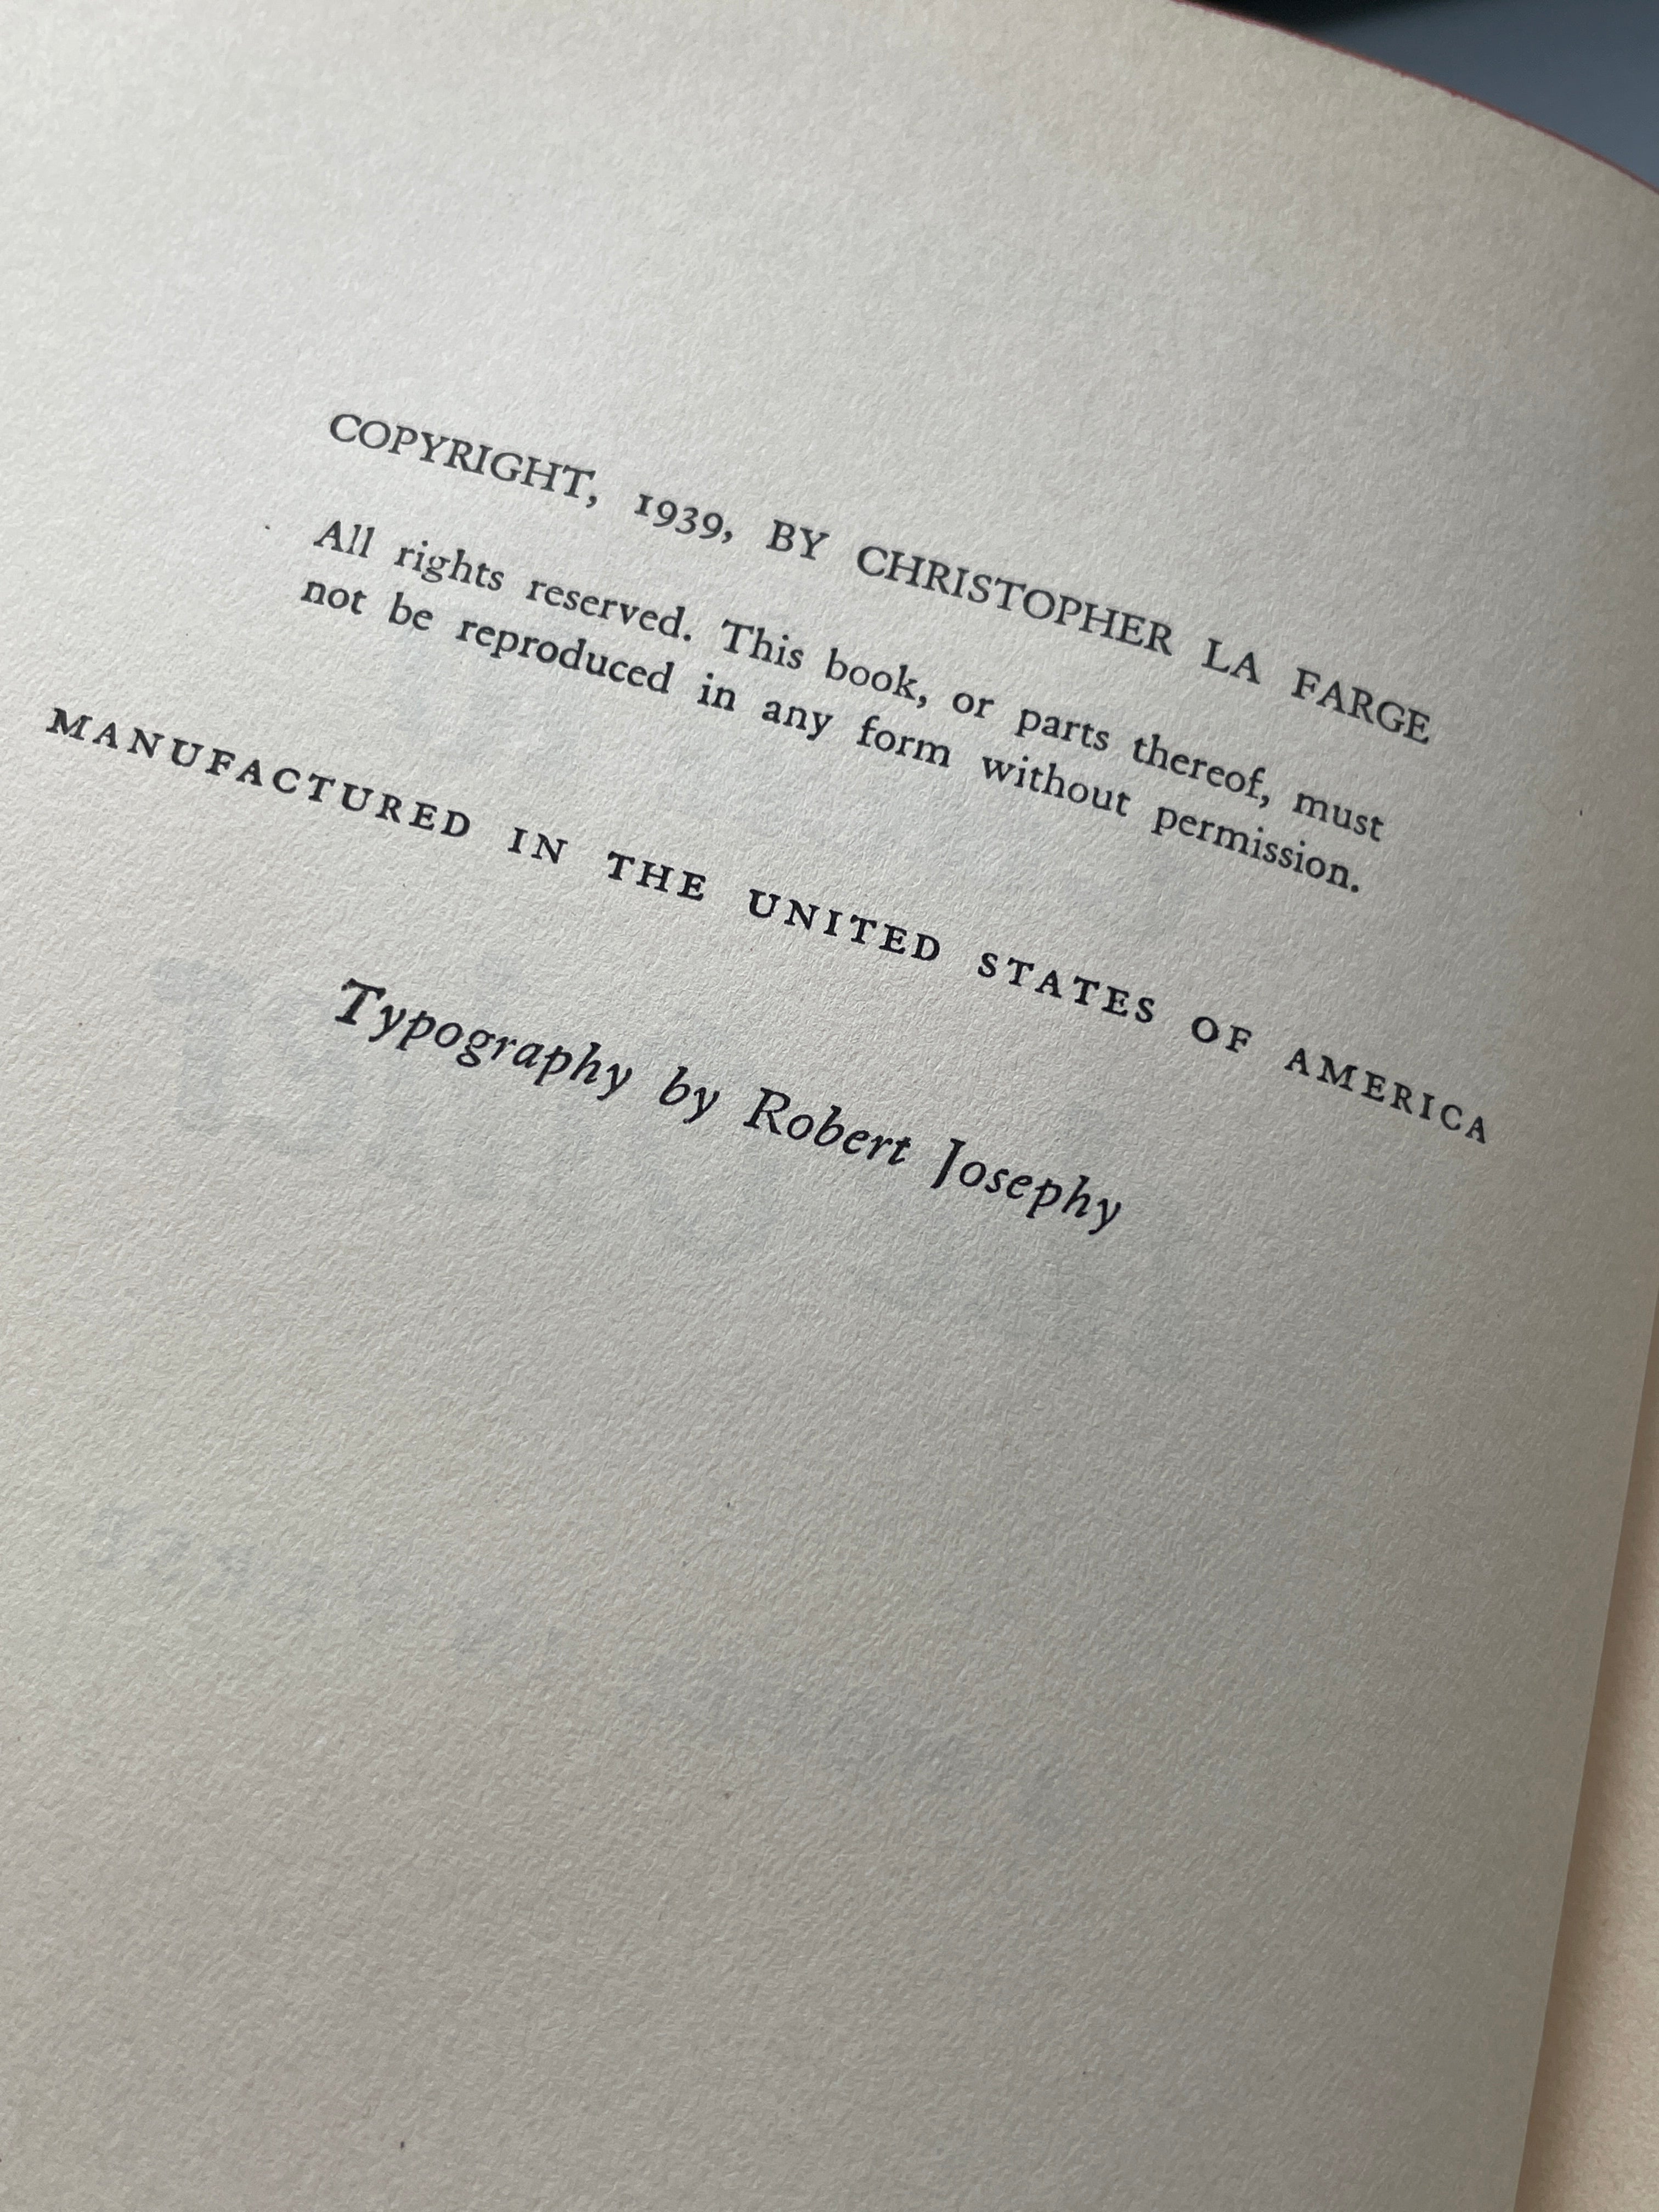 COPYRIGHT, 1939, BY CHRISTOPHER LA FARGE
All rights reserved. This book, or parts thereof, must
not be reproduced in any form without permission.
MANUFACTURED IN THE UNITED STATES OF AMERICA
Typography by Robert Josephy